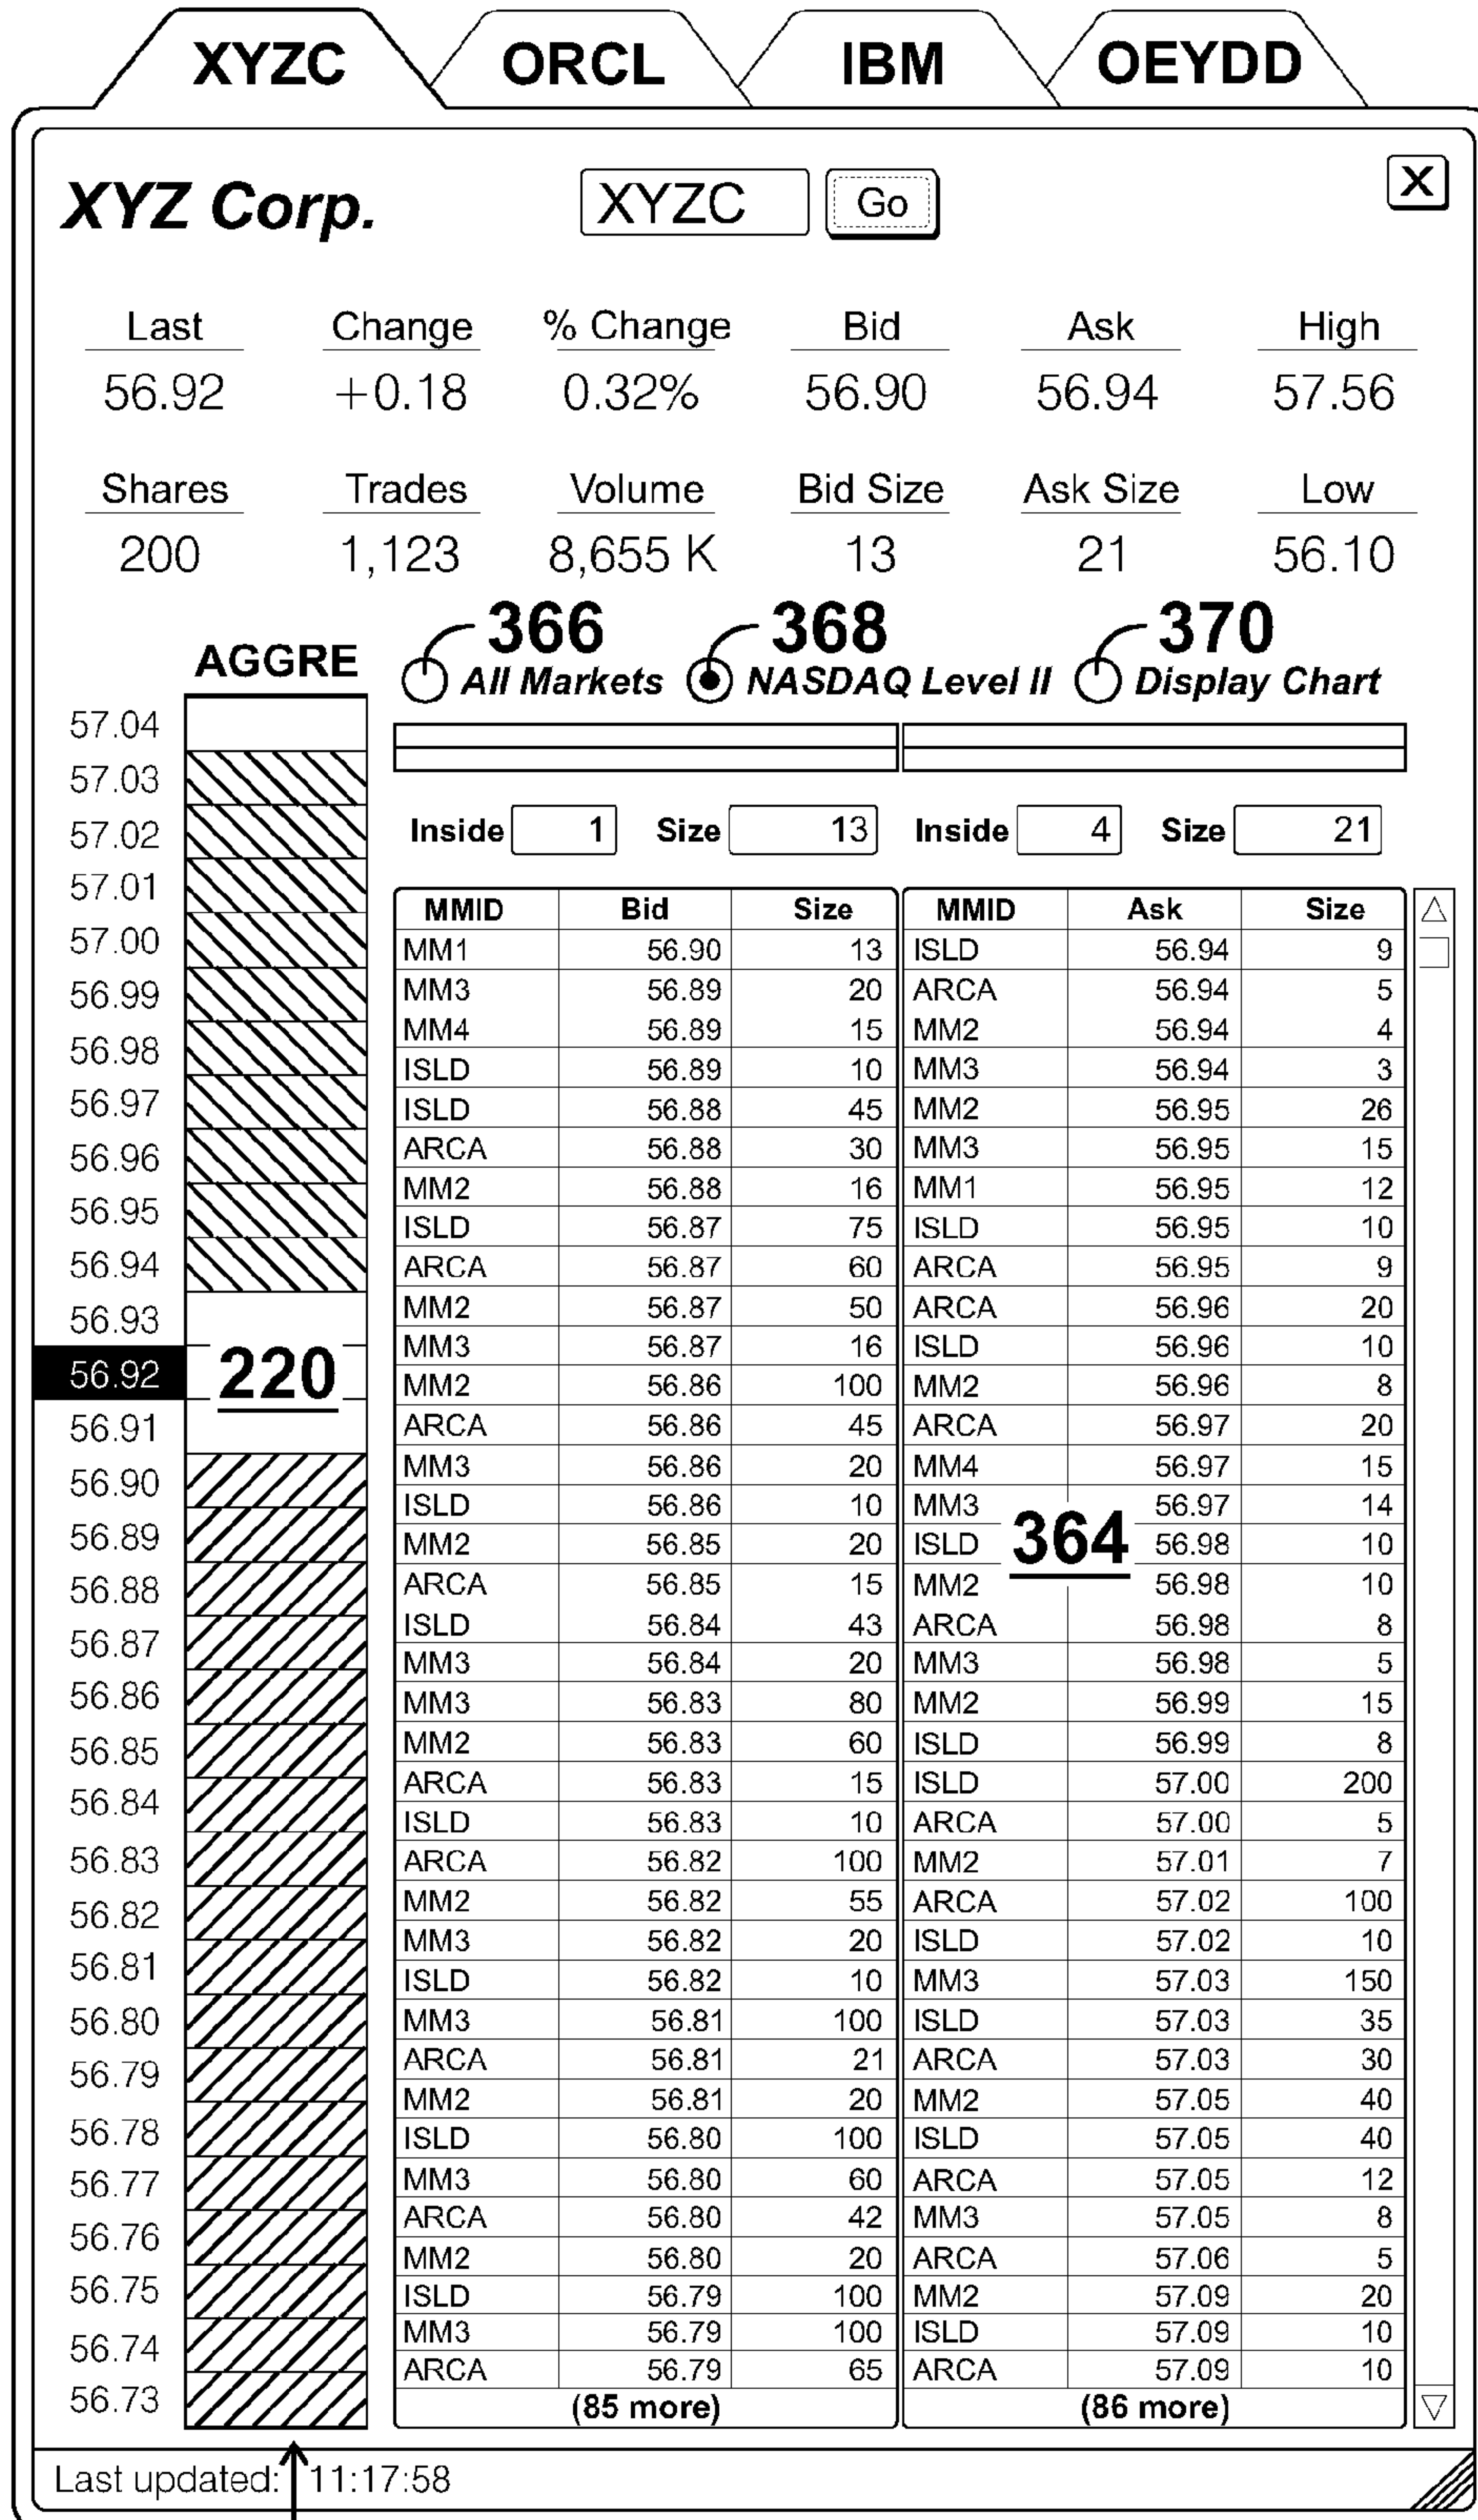 XYZC ORCL IBM OEYDD
XYZ Corp. XYZC Go X
Last Change % Change Bid Ask High
56.92 +0.18 0.32% 56.90 56.94 57.56
Shares Trades Volume Bid Size Ask Size Low
200 1,123 8,655 K 13 21 56.10
366 368 370
AGGRE All Markets NASDAQ Level II Display Chart
57.04
57.03
57.02
57.01
57.00
56.99
56.98
56.97
56.96
56.95
56.94
56.93
56.92 220
56.91
56.90
56.89
56.88
56.87
56.86
56.85
56.84
56.83
56.82
56.81
56.80
56.79
56.78
56.77
56.76
56.75
56.74
56.73
Inside 1 Size 13 Inside 4 Size 21
MMID Bid Size MMID Ask Size
MM1 56.90 13 ISLD 56.94 9
MM3 56.89 20 ARCA 56.94 5
MM4 56.89 15 MM2 56.94 4
ISLD 56.89 10 MM3 56.94 3
ISLD 56.88 45 MM2 56.95 26
ARCA 56.88 30 MM3 56.95 15
MM2 56.88 16 MM1 56.95 12
ISLD 56.87 75 ISLD 56.95 10
ARCA 56.87 60 ARCA 56.95 9
MM2 56.87 50 ARCA 56.96 20
MM3 56.87 16 ISLD 56.96 10
MM2 56.86 100 MM2 56.96 8
ARCA 56.86 45 ARCA 56.97 20
MM3 56.86 20 MM4 56.97 15
ISLD 56.86 10 MM3 56.97 14
MM2 56.85 20 ISLD 364 56.98 10
ARCA 56.85 15 MM2 56.98 10
ISLD 56.84 43 ARCA 56.98 8
MM3 56.84 20 MM3 56.98 5
MM3 56.83 80 MM2 56.99 15
MM2 56.83 60 ISLD 56.99 8
ARCA 56.83 15 ISLD 57.00 200
ISLD 56.83 10 ARCA 57.00 5
ARCA 56.82 100 MM2 57.01 7
MM2 56.82 55 ARCA 57.02 100
MM3 56.82 20 ISLD 57.02 10
ISLD 56.82 10 MM3 57.03 150
MM3 56.81 100 ISLD 57.03 35
ARCA 56.81 21 ARCA 57.03 30
MM2 56.81 20 MM2 57.05 40
ISLD 56.80 100 ISLD 57.05 40
MM3 56.80 60 ARCA 57.05 12
ARCA 56.80 42 MM3 57.05 8
MM2 56.80 20 ARCA 57.06 5
ISLD 56.79 100 MM2 57.09 20
MM3 56.79 100 ISLD 57.09 10
ARCA 56.79 65 ARCA 57.09 10
(85 more) (86 more)
Last updated: 11:17:58